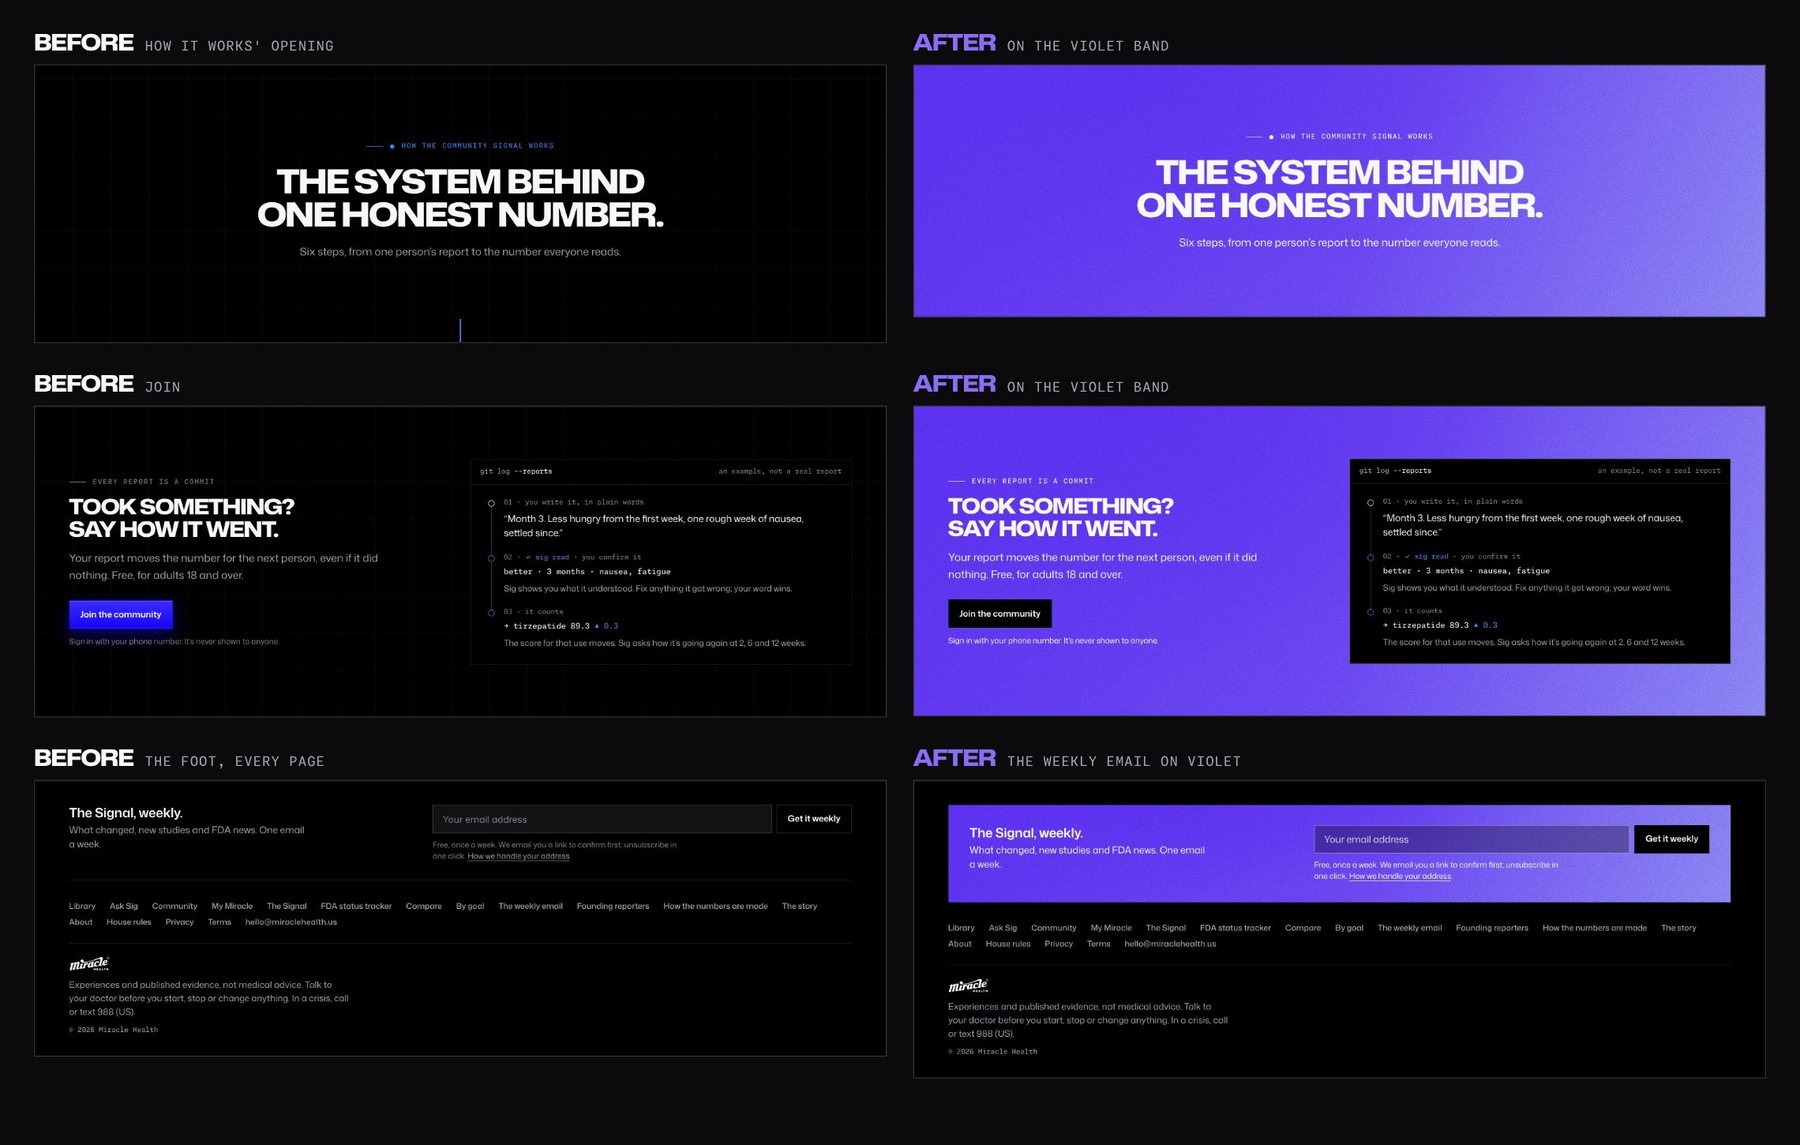 BEFORE HOW IT WORKS' OPENING
HOW THE COMMUNITY SIGNAL WORKS
THE SYSTEM BEHIND
ONE HONEST NUMBER.
Six steps, from one person's report to the number everyone reads.
AFTER ON THE VIOLET BAND
HOW THE COMMUNITY SIGNAL WORKS
THE SYSTEM BEHIND
ONE HONEST NUMBER.
Six steps, from one person's report to the number everyone reads.
BEFORE JOIN
EVERY REPORT IS A COMMIT
TOOK SOMETHING?
SAY HOW IT WENT.
Your report moves the number for the next person, even if it did
nothing. Free, for adults 18 and over.
Join the community
Sign in with your phone number. It's never shown to anyone.
git log --reports an example, not a real report
01 · you write it, in plain words
“Month 3. Less hungry from the first week, one rough week of nausea,
settled since.”
02 · ✓ sig read · you confirm it
better · 3 months · nausea, fatigue
Sig shows you what it understood. Fix anything it got wrong; your word wins.
03 · it counts
→ tirzepatide 89.3 ▲ 0.3
The score for that use moves. Sig asks how it's going again at 2, 6 and 12 weeks.
AFTER ON THE VIOLET BAND
EVERY REPORT IS A COMMIT
TOOK SOMETHING?
SAY HOW IT WENT.
Your report moves the number for the next person, even if it did
nothing. Free, for adults 18 and over.
Join the community
Sign in with your phone number. It's never shown to anyone.
git log --reports an example, not a real report
01 · you write it, in plain words
“Month 3. Less hungry from the first week, one rough week of nausea,
settled since.”
02 · ✓ sig read · you confirm it
better · 3 months · nausea, fatigue
Sig shows you what it understood. Fix anything it got wrong; your word wins.
03 · it counts
→ tirzepatide 89.3 ▲ 0.3
The score for that use moves. Sig asks how it's going again at 2, 6 and 12 weeks.
BEFORE THE FOOT, EVERY PAGE
The Signal, weekly.
What changed, new studies and FDA news. One email
a week.
Your email address Get it weekly
Free, once a week. We email you a link to confirm first; unsubscribe in
one click. How we handle your address.
Library Ask Sig Community My Miracle The Signal FDA status tracker Compare By goal The weekly email Founding reporters How the numbers are made The story
About House rules Privacy Terms hello@miraclehealth.us
Miracle HEALTH
Experiences and published evidence, not medical advice. Talk to
your doctor before you start, stop or change anything. In a crisis, call
or text 988 (US).
© 2026 Miracle Health
AFTER THE WEEKLY EMAIL ON VIOLET
The Signal, weekly.
What changed, new studies and FDA news. One email
a week.
Your email address Get it weekly
Free, once a week. We email you a link to confirm first; unsubscribe in
one click. How we handle your address.
Library Ask Sig Community My Miracle The Signal FDA status tracker Compare By goal The weekly email Founding reporters How the numbers are made The story
About House rules Privacy Terms hello@miraclehealth.us
Miracle HEALTH
Experiences and published evidence, not medical advice. Talk to
your doctor before you start, stop or change anything. In a crisis, call
or text 988 (US).
© 2026 Miracle Health